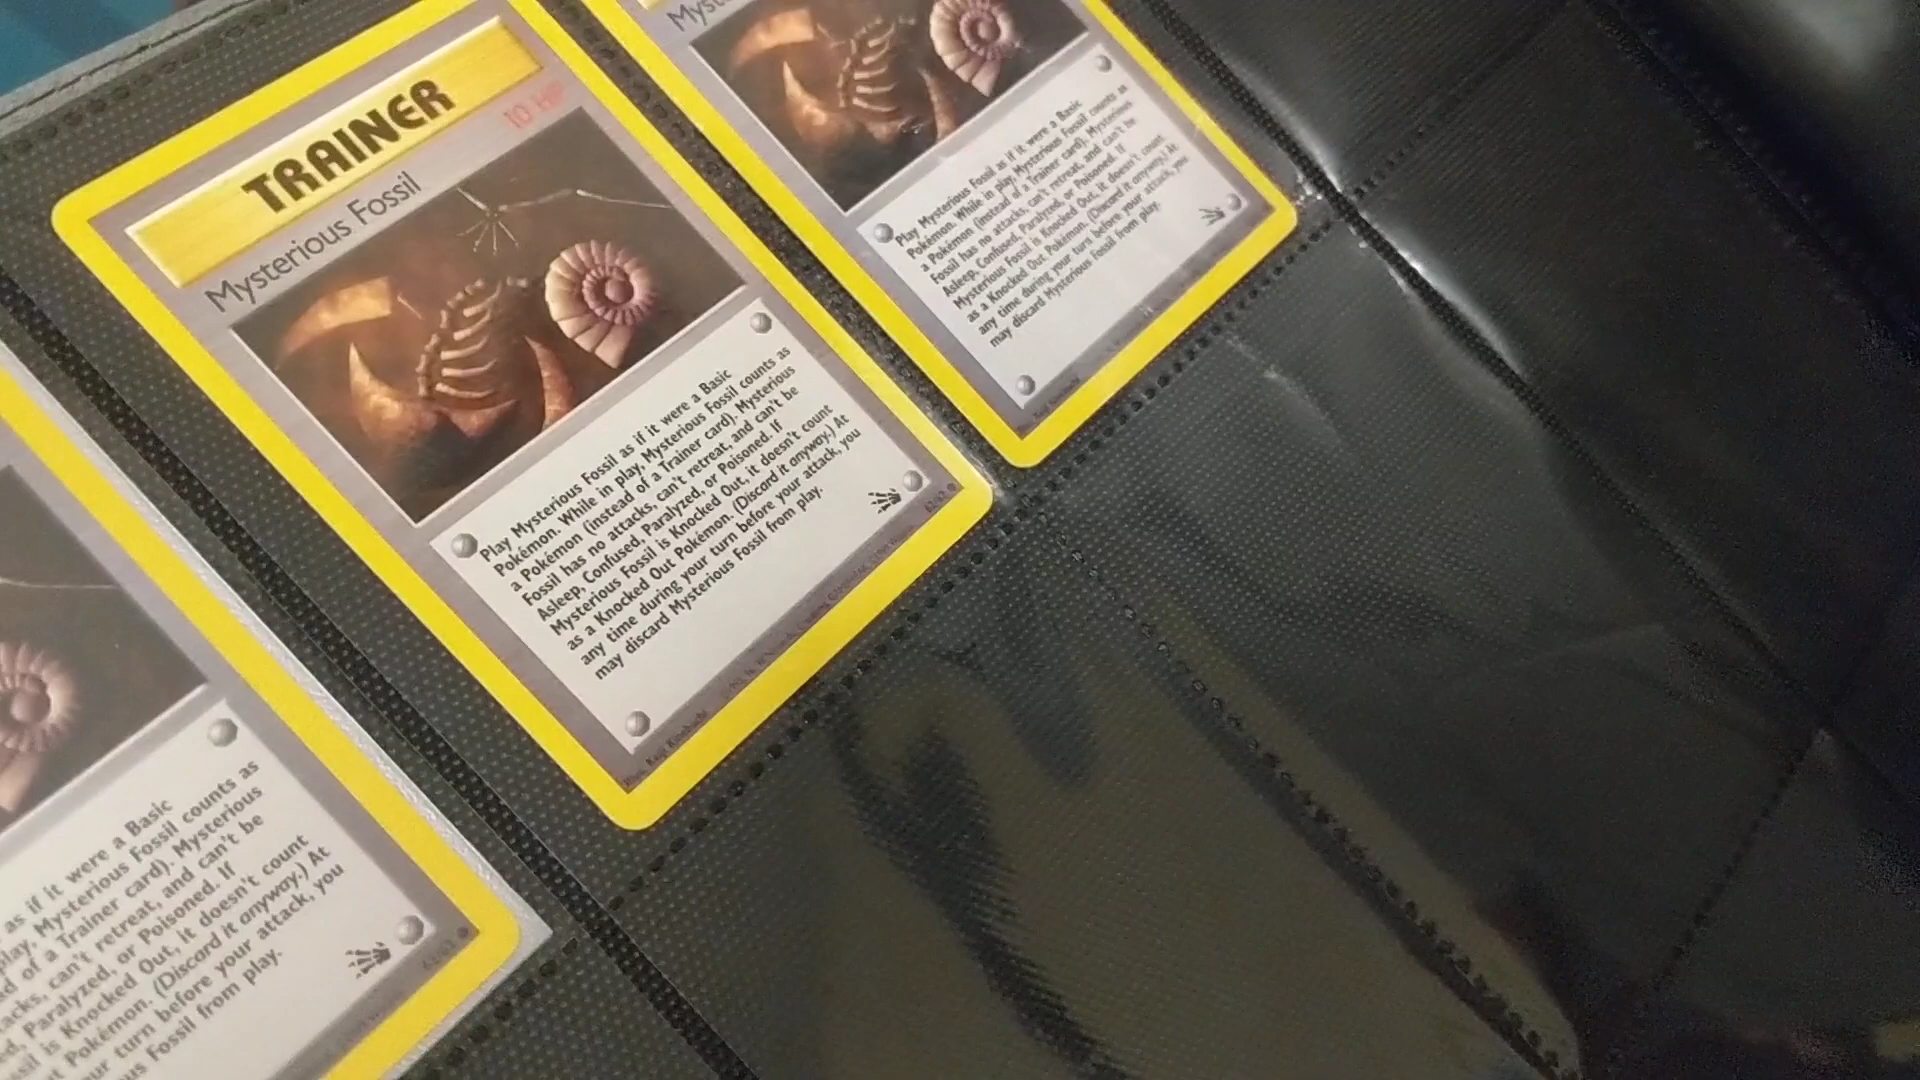 TRAINER
10 HP
Mysterious Fossil
Play Mysterious Fossil as if it were a Basic
Pokémon. While in play, Mysterious Fossil counts as
a Pokémon (instead of a Trainer card). Mysterious
Fossil has no attacks, can't retreat, and can't be
Asleep, Confused, Paralyzed, or Poisoned. If
Mysterious Fossil is Knocked Out, it doesn't count
as a Knocked Out Pokémon. (Discard it anyway.) At
any time during your turn before your attack, you
may discard Mysterious Fossil from play.
Illus. Keiji Kinebuchi
62/62
Play Mysterious Fossil as if it were a Basic
Pokémon. While in play, Mysterious Fossil counts as
a Pokémon (instead of a Trainer card). Mysterious
Fossil has no attacks, can't retreat, and can't be
Asleep, Confused, Paralyzed, or Poisoned. If
Mysterious Fossil is Knocked Out, it doesn't count
as a Knocked Out Pokémon. (Discard it anyway.) At
any time during your turn before your attack, you
may discard Mysterious Fossil from play.
as if it were a Basic
play, Mysterious Fossil counts as
of a Trainer card). Mysterious
can't retreat, and can't be
Paralyzed, or Poisoned. If
is Knocked Out, it doesn't count
Pokémon. (Discard it anyway.) At
turn before your attack, you
Fossil from play.
62/62